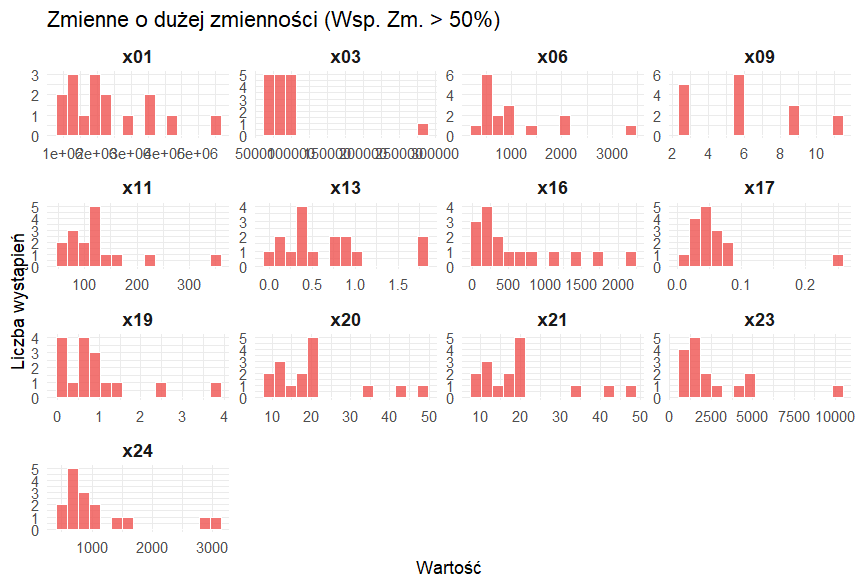 Zmienne o dużej zmienności (Wsp. Zm. > 50%)
Liczba wystąpień
x01 x03 x06 x09
3 2 1 0
5 4 3 2 1 0
6 4 2 0
6 4 2 0
1e+06 2e+06 3e+06 4e+06 5e+06 6e+06
50000 100000 150000 200000 250000 300000
1000 2000 3000
2 4 6 8 10
x11 x13 x16 x17
5 4 3 2 1 0
4 3 2 1 0
5 4 3 2 1 0
5 4 3 2 1 0
100 200 300
0.0 0.5 1.0 1.5
0 500 1000 1500 2000
0.0 0.1 0.2
x19 x20 x21 x23
4 3 2 1 0
5 4 3 2 1 0
5 4 3 2 1 0
5 4 3 2 1 0
0 1 2 3 4
10 20 30 40 50
10 20 30 40 50
0 2500 5000 7500 10000
x24
5 4 3 2 1 0
1000 2000 3000
Wartość